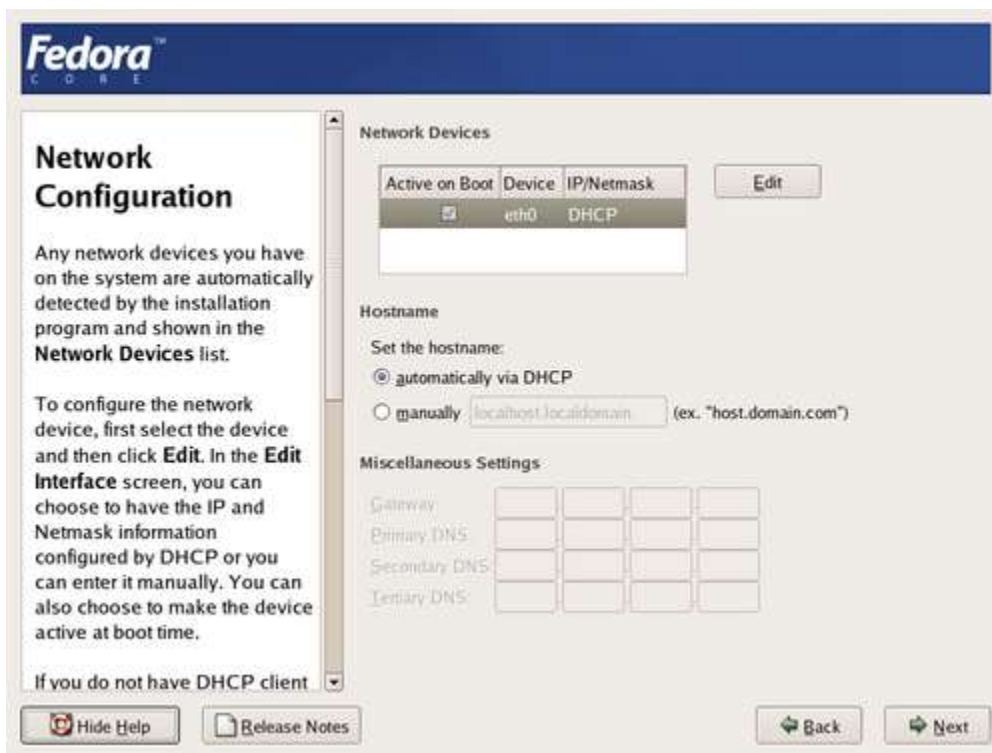 Fedora™
CORE
Network
Configuration
Any network devices you have
on the system are automatically
detected by the installation
program and shown in the
Network Devices list.
To configure the network
device, first select the device
and then click Edit. In the Edit
Interface screen, you can
choose to have the IP and
Netmask information
configured by DHCP or you
can enter it manually. You can
also choose to make the device
active at boot time.
If you do not have DHCP client
Network Devices
Active on Boot Device IP/Netmask
eth0 DHCP
Edit
Hostname
Set the hostname:
automatically via DHCP
manually localhost.localdomain (ex. "host.domain.com")
Miscellaneous Settings
Gateway:
Primary DNS:
Secondary DNS:
Tertiary DNS:
Hide Help
Release Notes
Back
Next